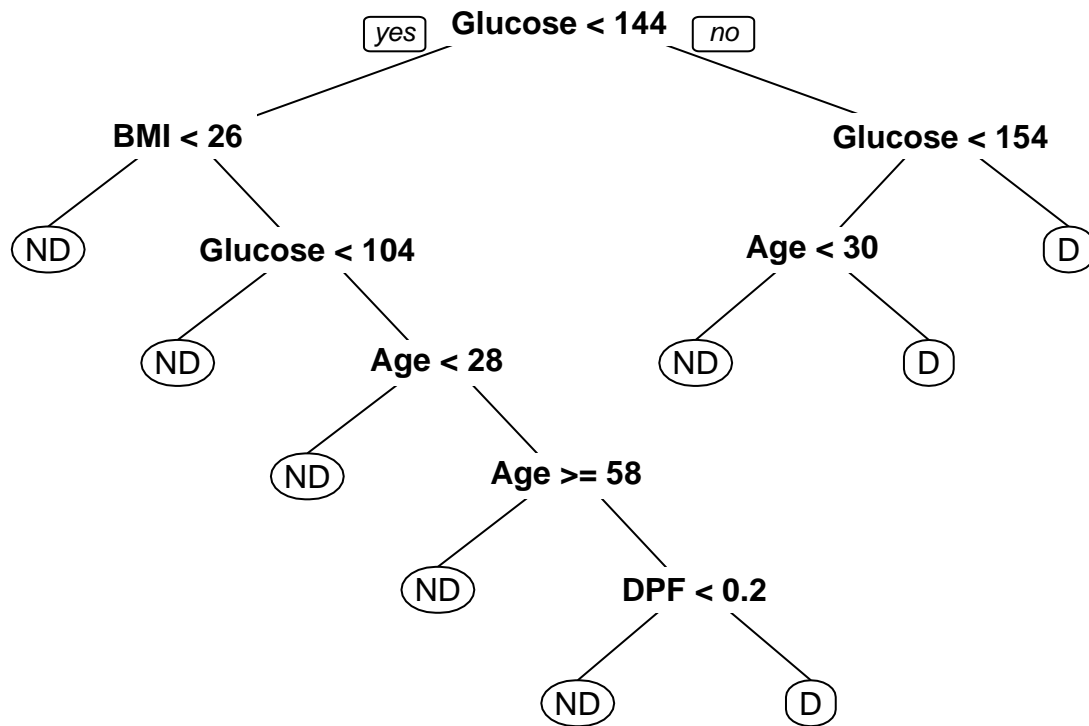 yes Glucose < 144 no
BMI < 26 Glucose < 154
ND Glucose < 104 Age < 30 D
ND Age < 28 ND D
ND Age >= 58
ND DPF < 0.2
ND D